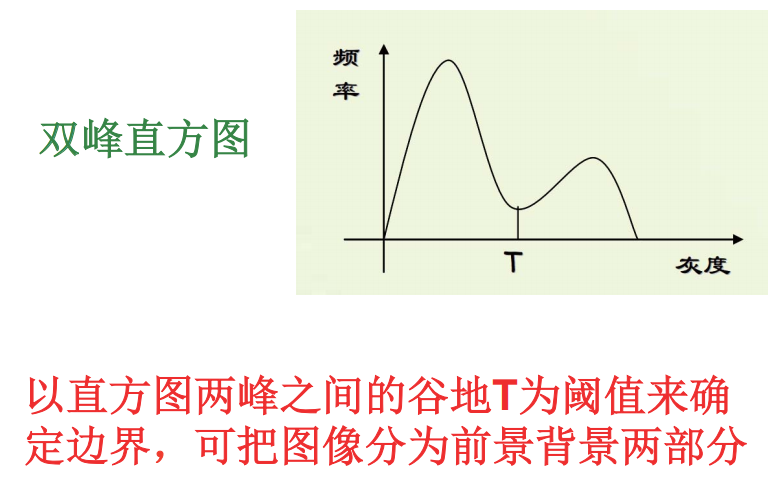 频
率
双峰直方图
T
灰度
以直方图两峰之间的谷地T为阈值来确
定边界，可把图像分为前景背景两部分